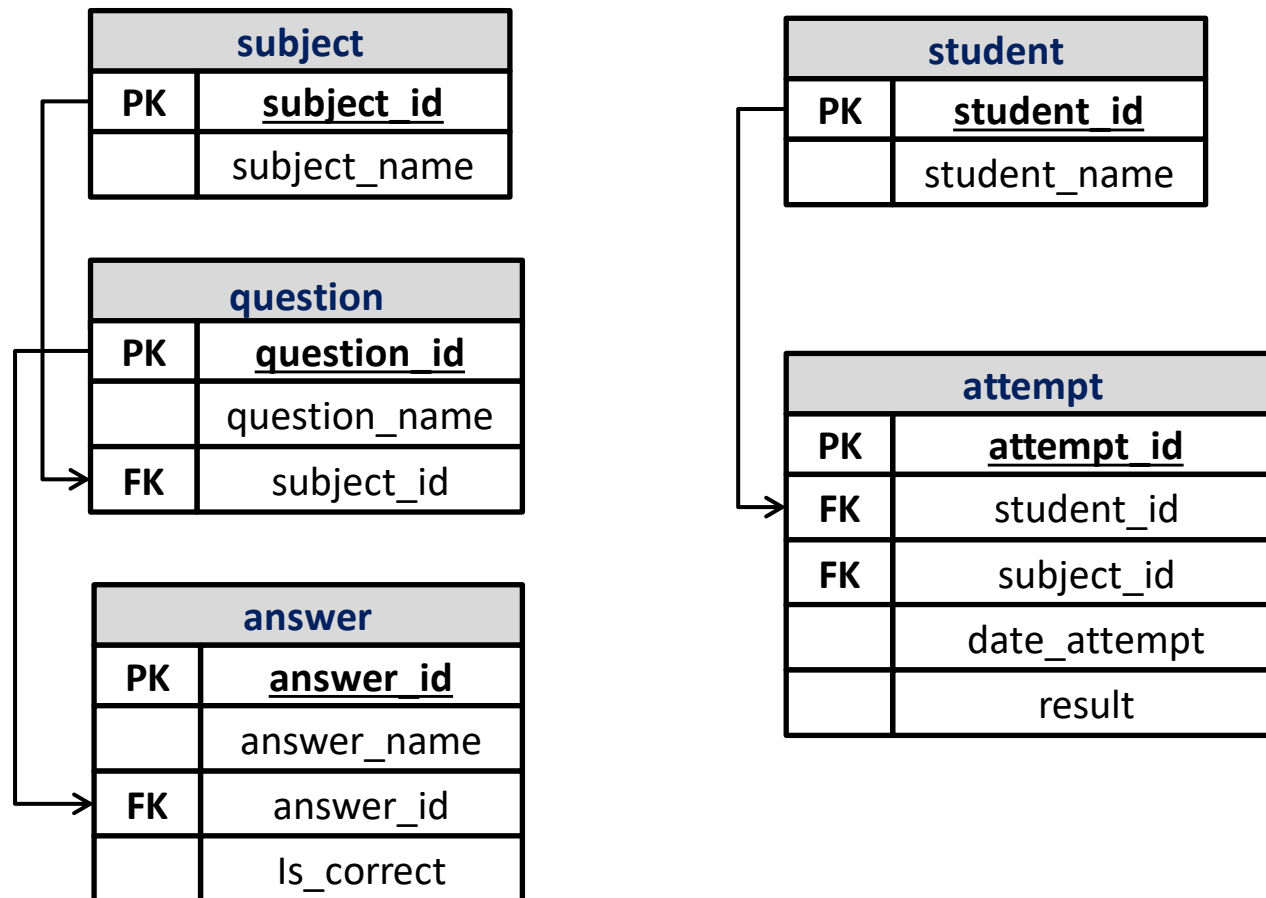 subject
PK subject_id
subject_name
question
PK question_id
question_name
FK subject_id
answer
PK answer_id
answer_name
FK answer_id
Is_correct
student
PK student_id
student_name
attempt
PK attempt_id
FK student_id
FK subject_id
date_attempt
result